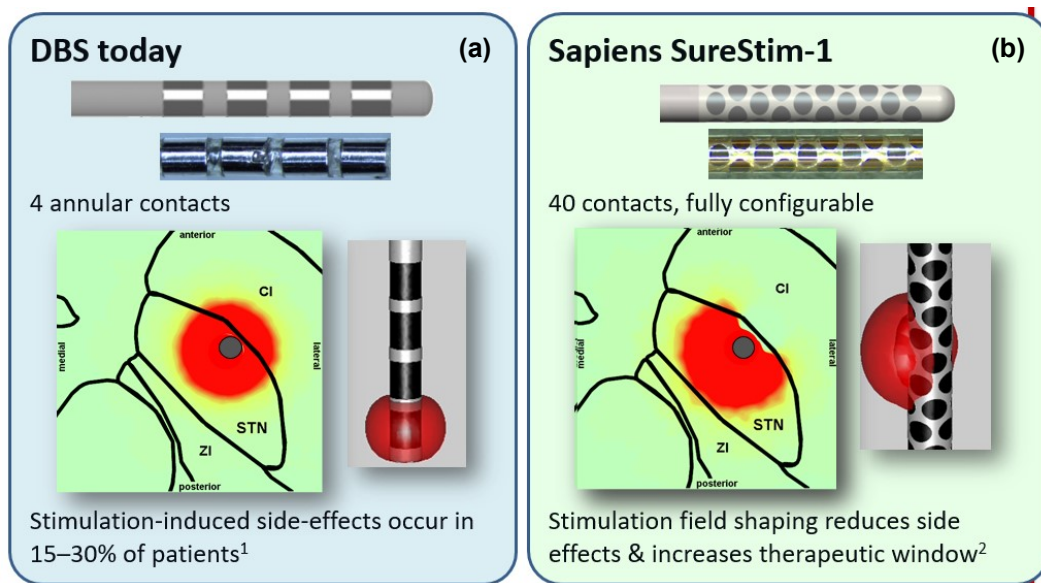 DBS today
(a)
4 annular contacts
anterior
CI
medial
lateral
STN
ZI
posterior
Stimulation-induced side-effects occur in
15–30% of patients¹
Sapiens SureStim-1
(b)
40 contacts, fully configurable
anterior
CI
medial
lateral
STN
ZI
posterior
Stimulation field shaping reduces side
effects & increases therapeutic window²